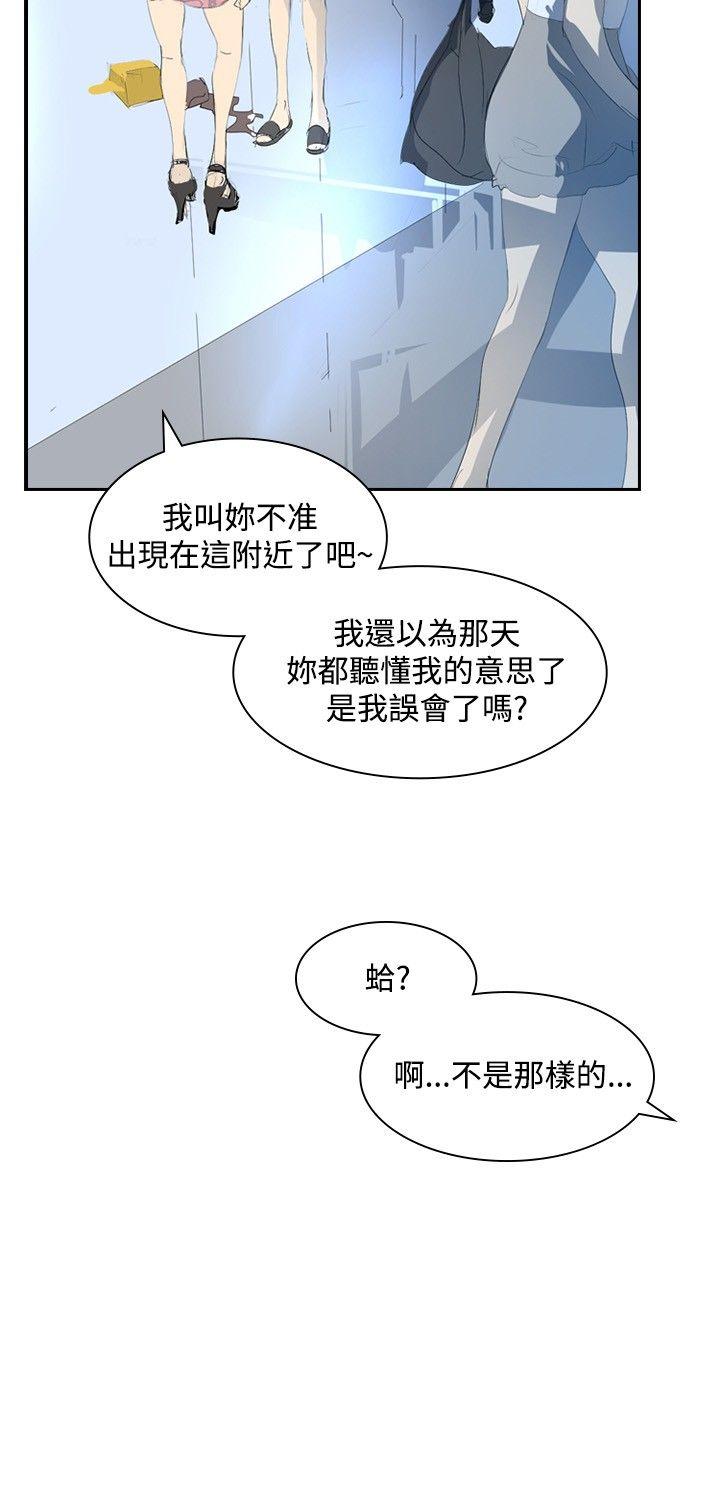 我叫妳不准
出現在這附近了吧~
我還以為那天
妳都聽懂我的意思了
是我誤會了嗎?
蛤?
啊...不是那樣的...